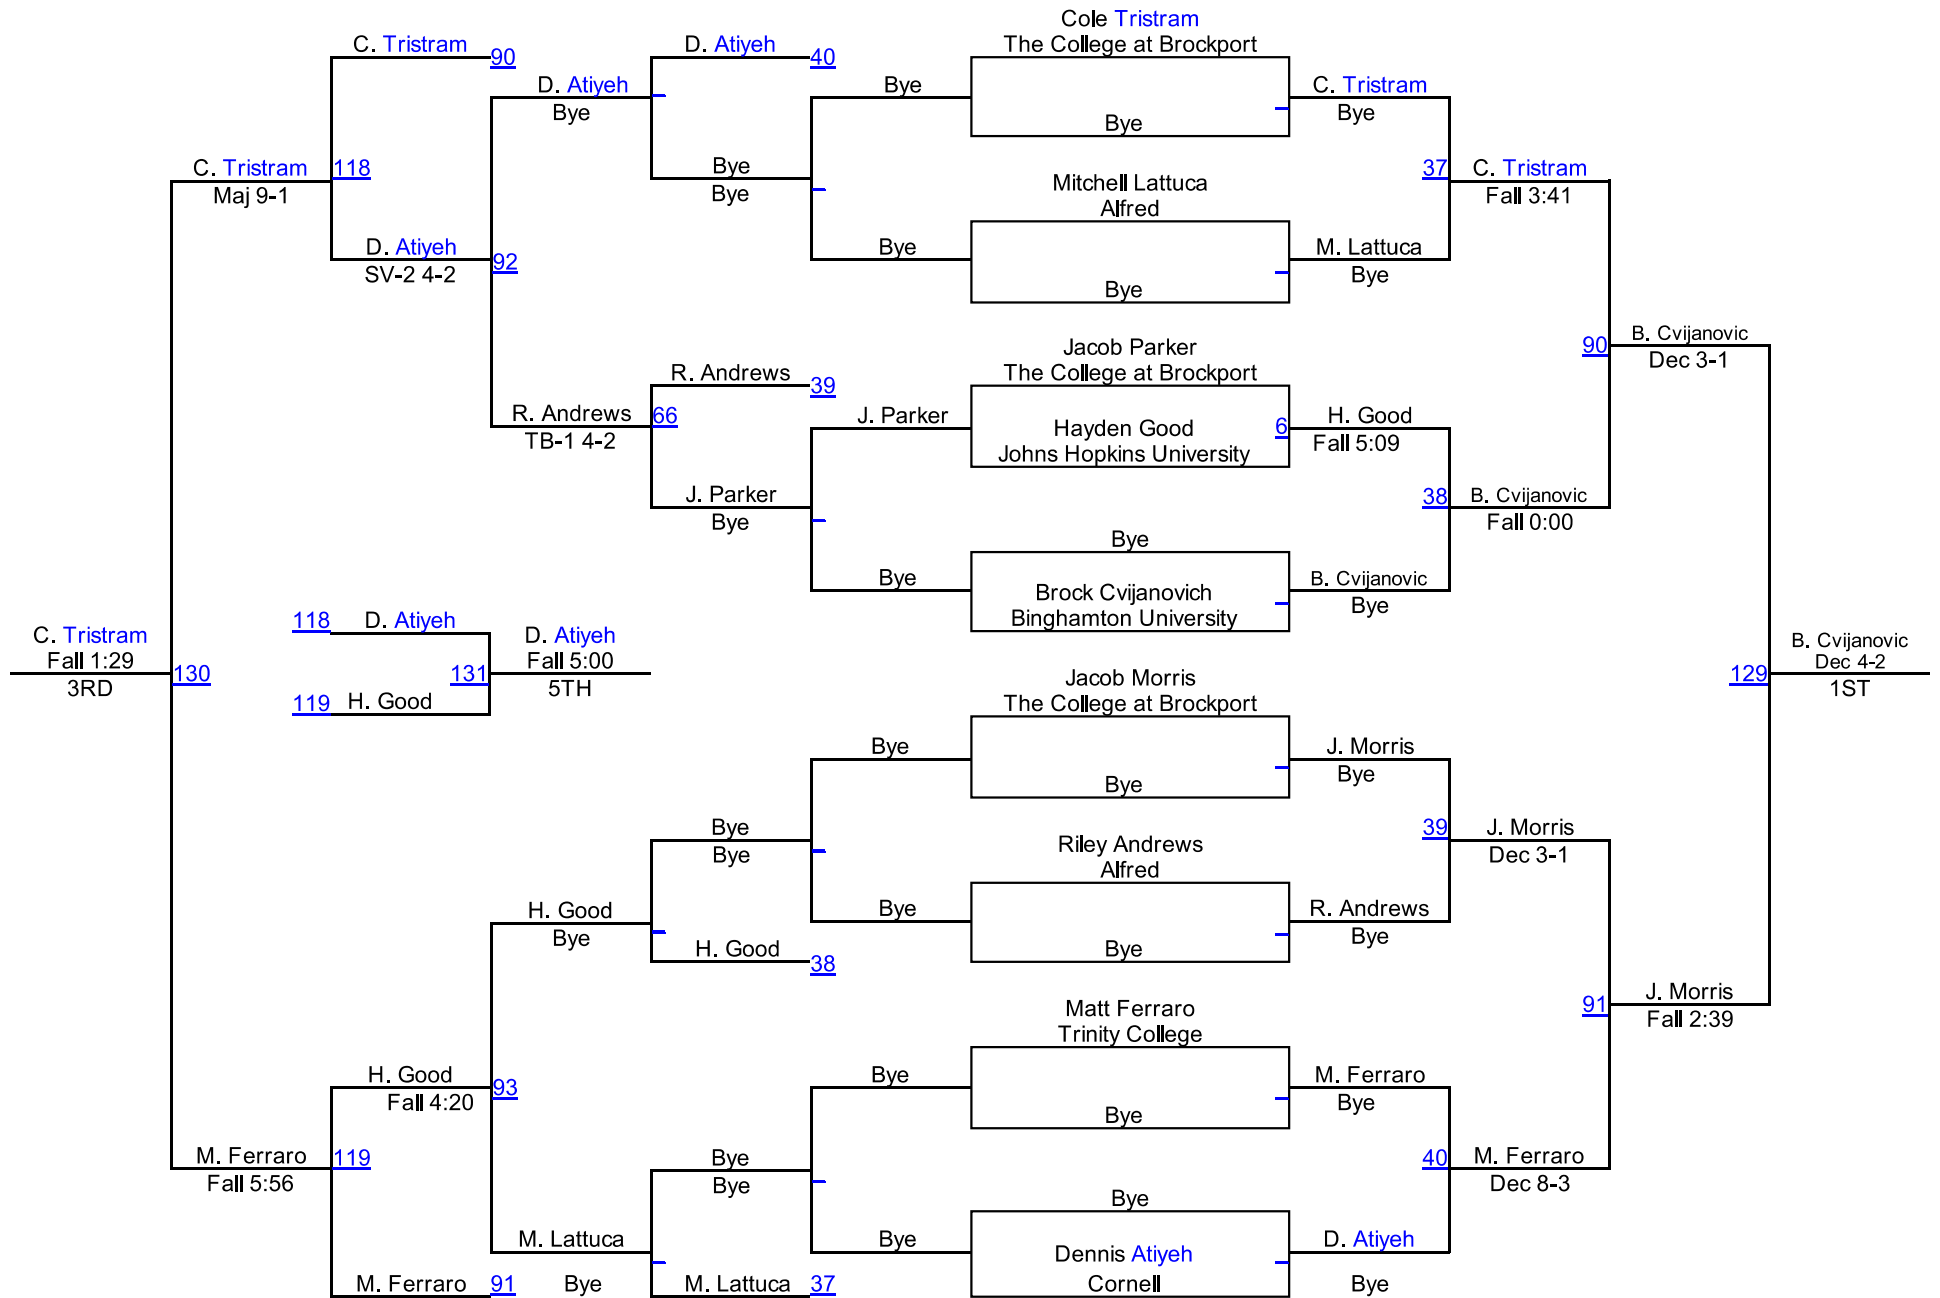 Cole Tristram
C. Tristram
D. Atiyeh
The College at Brockport
90
40
D. Atiyeh
Bye
C. Tristram
Bye
Bye
Bye
C. Tristram
118
Bye
37
C. Tristram
Maj 9-1
Bye
Mitchell Lattuca
Fall 3:41
Alfred
D. Atiyeh
92
Bye
M. Lattuca
SV-2 4-2
Bye
Bye
Jacob Parker
90
B. Cvijanovic
R. Andrews
39
The College at Brockport
Dec 3-1
R. Andrews
66
J. Parker
Hayden Good
6
H. Good
TB-1 4-2
Johns Hopkins University
Fall 5:09
J. Parker
38
B. Cvijanovic
Bye
Fall 0:00
Bye
Bye
Brock Cvijanovich
B. Cvijanovic
Binghamton University
Bye
118
D. Atiyeh
C. Tristram
D. Atiyeh
B. Cvijanovic
Fall 1:29
130
131
Fall 5:00
129
Dec 4-2
3RD
119
H. Good
5TH
Jacob Morris
1ST
The College at Brockport
Bye
J. Morris
Bye
Bye
Bye
39
J. Morris
Bye
Riley Andrews
Dec 3-1
Alfred
H. Good
Bye
R. Andrews
Bye
H. Good
38
Bye
Bye
Matt Ferraro
91
J. Morris
Trinity College
Fall 2:39
H. Good
93
Bye
M. Ferraro
Fall 4:20
Bye
Bye
M. Ferraro
119
Bye
40
M. Ferraro
Fall 5:56
Bye
Bye
Dec 8-3
M. Lattuca
Bye
Dennis Atiyeh
D. Atiyeh
M. Ferraro
91
Bye
M. Lattuca
37
Cornell
Bye